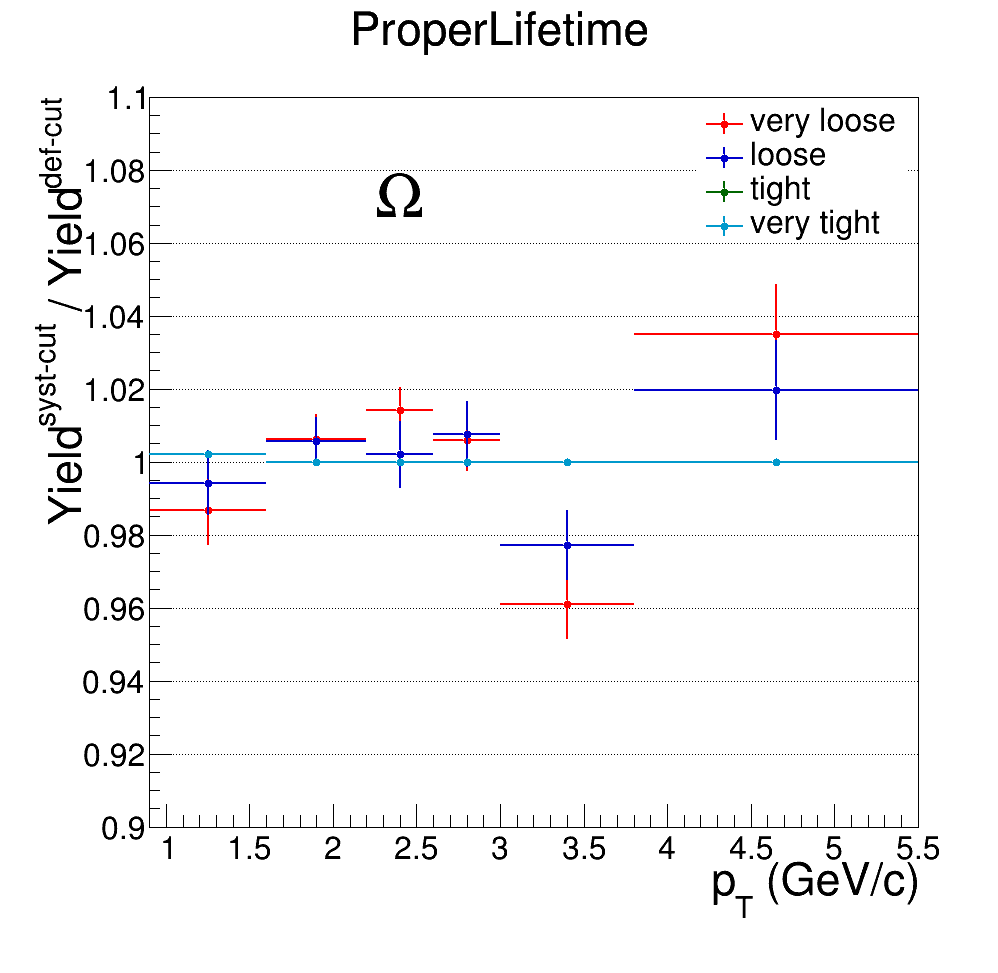 ProperLifetime
Yield^syst-cut / Yield^def-cut
1.1
1.08
1.06
1.04
1.02
1
0.98
0.96
0.94
0.92
0.9
Ω
very loose
loose
tight
very tight
1 1.5 2 2.5 3 3.5 4 4.5 5 5.5
p_T (GeV/c)